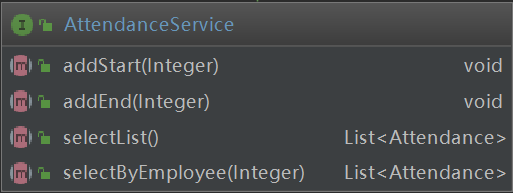 I AttendanceService
m addStart(Integer) void
m addEnd(Integer) void
m selectList() List<Attendance>
m selectByEmployee(Integer) List<Attendance>